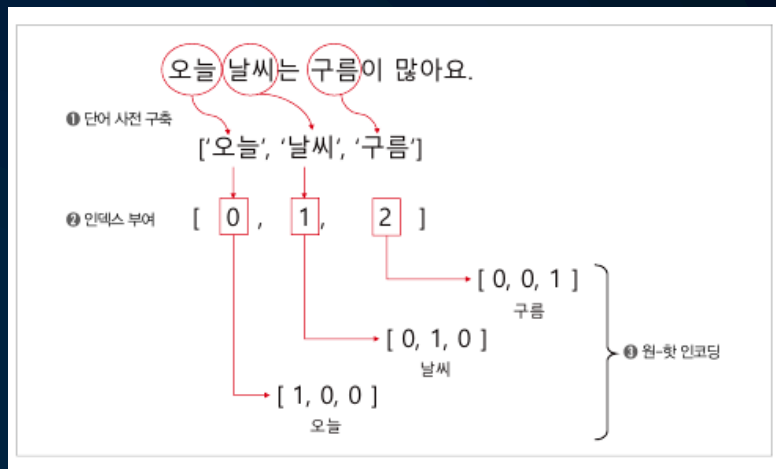 오늘 날씨는 구름이 많아요.
❶ 단어 사전 구축
['오늘', '날씨', '구름']
❷ 인덱스 부여 [ 0 , 1, 2 ]
[ 0, 0, 1 ]
구름
[ 0, 1, 0 ]
❸ 원-핫 인코딩
날씨
[ 1, 0, 0 ]
오늘